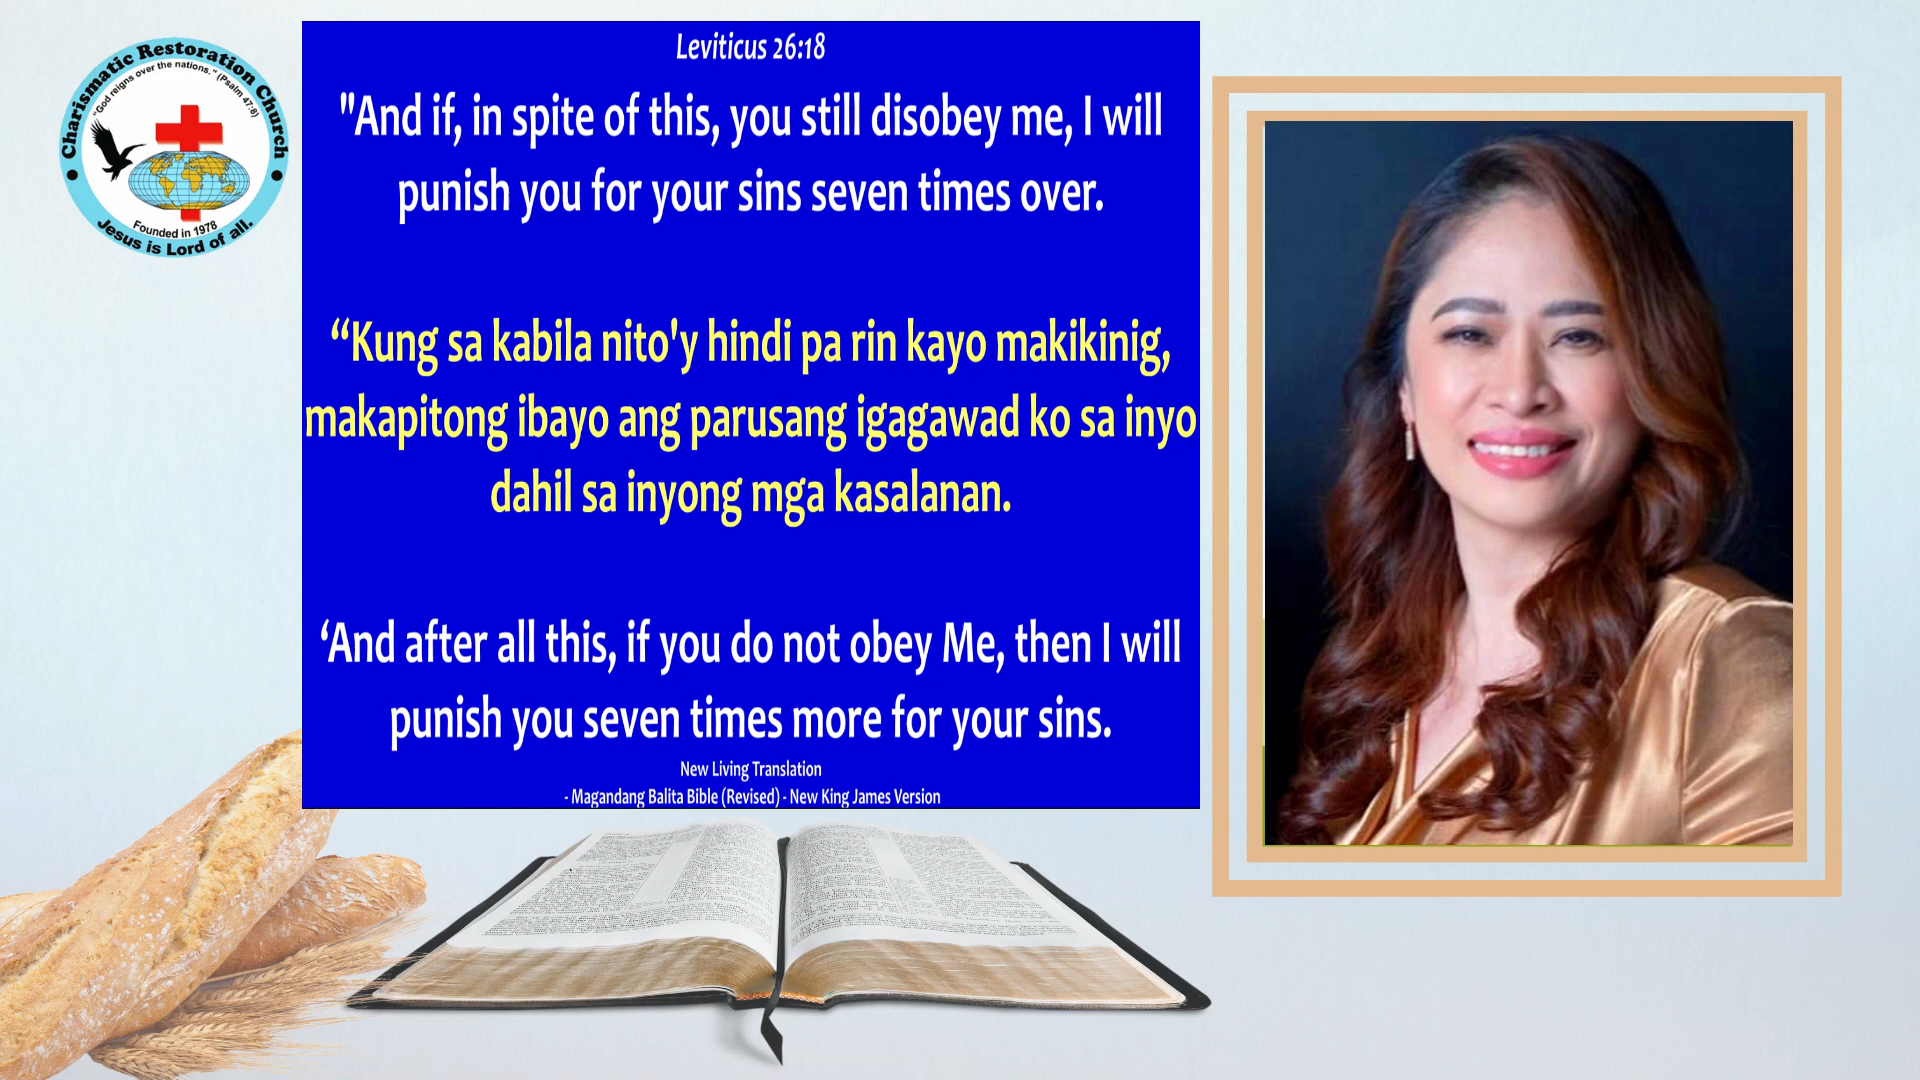 Charismatic Restoration Church
"God reigns over the nations." (Psalm 47:8)
Founded in 1978
Jesus is Lord of all.
Leviticus 26:18
"And if, in spite of this, you still disobey me, I will
punish you for your sins seven times over.
“Kung sa kabila nito'y hindi pa rin kayo makikinig,
makapitong ibayo ang parusang igagawad ko sa inyo
dahil sa inyong mga kasalanan.
‘And after all this, if you do not obey Me, then I will
punish you seven times more for your sins.
New Living Translation
- Magandang Balita Bible (Revised) - New King James Version